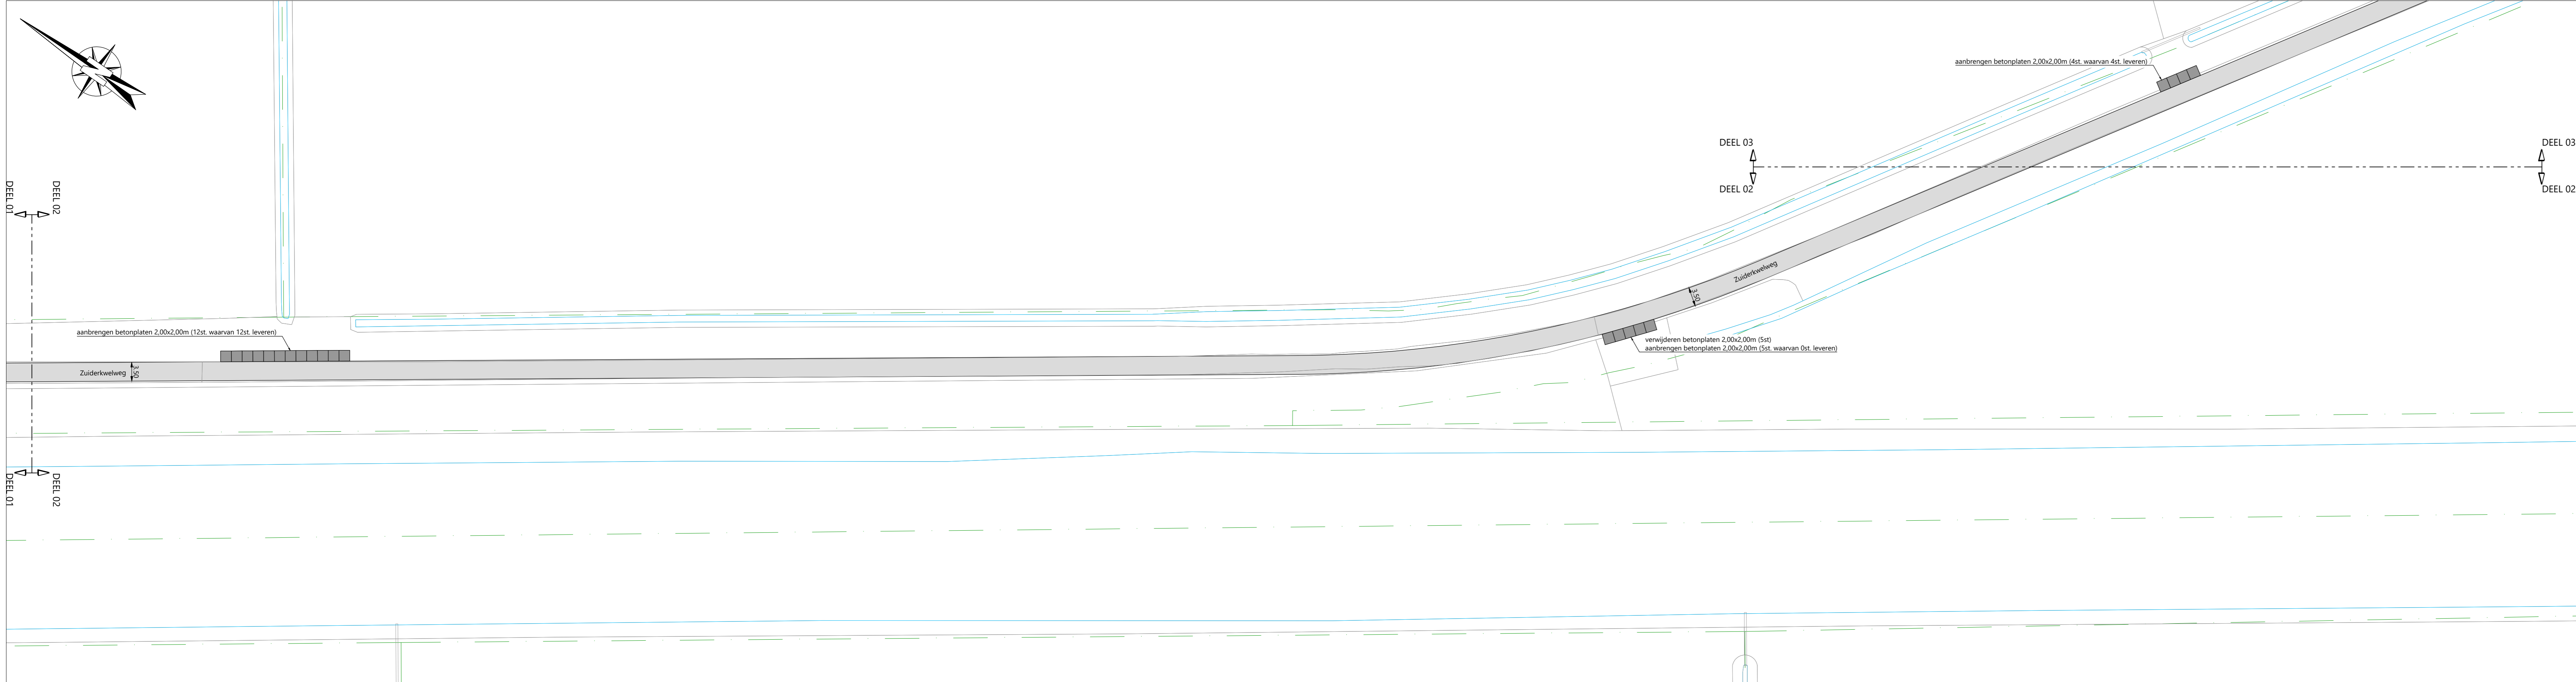 aanbrengen betonplaten 2,00x2,00m (4st. waarvan 4st. leveren)
DEEL 03
DEEL 02
DEEL 03
DEEL 02
DEEL 01
DEEL 02
Zuiderkwelweg
3.50
aanbrengen betonplaten 2,00x2,00m (12st. waarvan 12st. leveren)
verwijderen betonplaten 2,00x2,00m (5st)
aanbrengen betonplaten 2,00x2,00m (5st. waarvan 0st. leveren)
Zuiderkwelweg
3.50
DEEL 01
DEEL 02